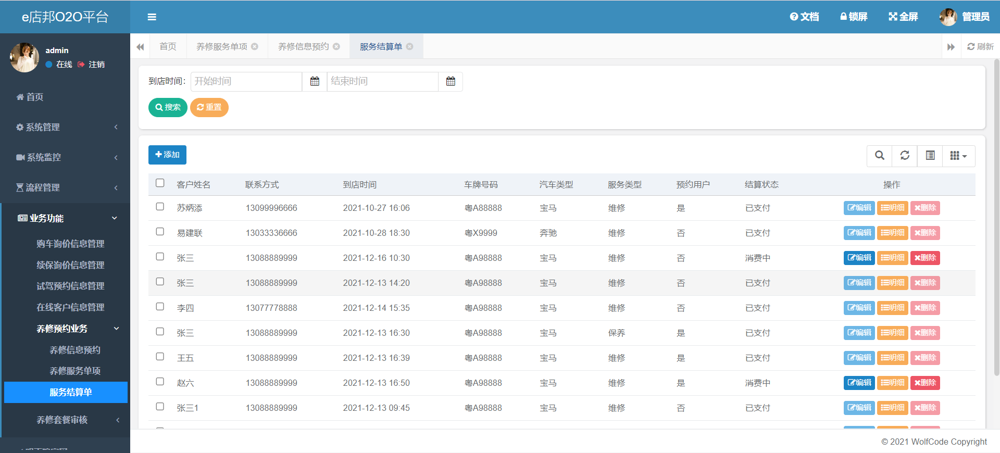 e店邦O2O平台
文档 锁屏 全屏 管理员
admin
在线 注销
首页
系统管理
系统监控
流程管理
业务功能
购车询价信息管理
续保询价信息管理
试驾预约信息管理
在线客户信息管理
养修预约业务
养修信息预约
养修服务单项
服务结算单
养修套餐审核
首页 养修服务单项 养修信息预约 服务结算单 刷新
到店时间： 开始时间 结束时间
搜索 重置
添加
客户姓名 联系方式 到店时间 车牌号码 汽车类型 服务类型 预约用户 结算状态 操作
苏炳添 13099996666 2021-10-27 16:06 粤A88888 宝马 维修 是 已支付 编辑 明细 删除
易建联 13033336666 2021-10-28 18:30 粤X9999 奔驰 维修 否 已支付 编辑 明细 删除
张三 13088889999 2021-12-16 10:30 粤A98888 宝马 维修 否 消费中 编辑 明细 删除
张三 13088889999 2021-12-13 14:20 粤A98888 宝马 维修 否 已支付 编辑 明细 删除
李四 13077778888 2021-12-14 15:35 粤A98888 宝马 维修 否 已支付 编辑 明细 删除
张三 13088889999 2021-12-13 16:30 粤A98888 宝马 保养 是 已支付 编辑 明细 删除
王五 13088889999 2021-12-13 16:39 粤A98888 宝马 维修 是 已支付 编辑 明细 删除
赵六 13088889999 2021-12-13 16:50 粤A98888 宝马 维修 是 消费中 编辑 明细 删除
张三1 13088889999 2021-12-13 09:45 粤A98888 宝马 维修 否 已支付 编辑 明细 删除
© 2021 WolfCode Copyright